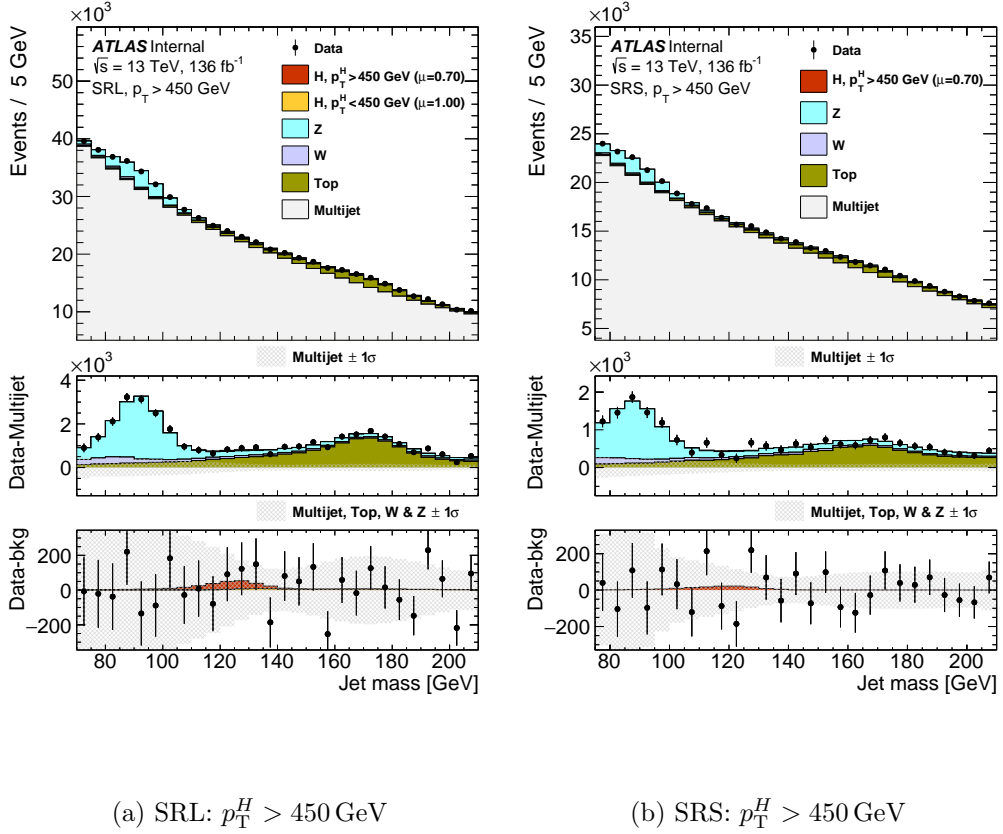 ×10³
Events / 5 GeV
ATLAS Internal
√s = 13 TeV, 136 fb⁻¹
SRL, p_T > 450 GeV
Data
H, p_T^H > 450 GeV (μ=0.70)
H, p_T^H < 450 GeV (μ=1.00)
Z
W
Top
Multijet
50
40
30
20
10
Multijet ± 1σ
×10³
Data-Multijet
4
2
0
Multijet, Top, W & Z ± 1σ
Data-bkg
200
0
−200
80 100 120 140 160 180 200
Jet mass [GeV]
×10³
Events / 5 GeV
ATLAS Internal
√s = 13 TeV, 136 fb⁻¹
SRS, p_T > 450 GeV
Data
H, p_T^H > 450 GeV (μ=0.70)
Z
W
Top
Multijet
35
30
25
20
15
10
5
Multijet ± 1σ
×10³
Data-Multijet
2
1
0
Multijet, Top, W & Z ± 1σ
Data-bkg
200
0
−200
80 100 120 140 160 180 200
Jet mass [GeV]
(a) SRL: p_T^H > 450 GeV
(b) SRS: p_T^H > 450 GeV